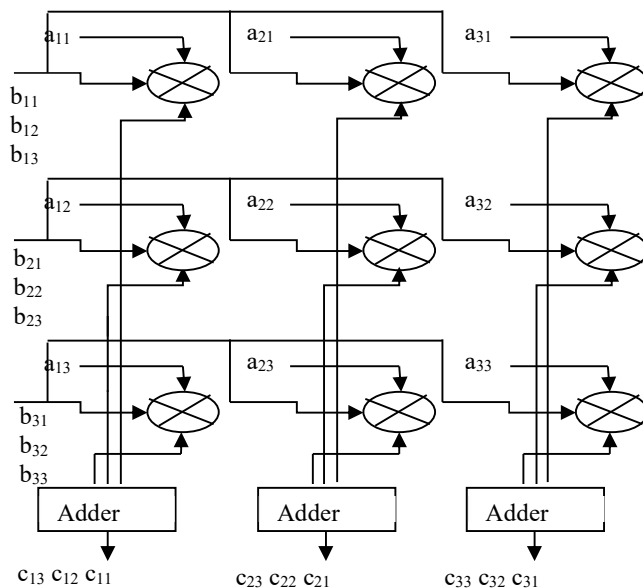 a₁₁ a₂₁ a₃₁
b₁₁
b₁₂
b₁₃
a₁₂ a₂₂ a₃₂
b₂₁
b₂₂
b₂₃
a₁₃ a₂₃ a₃₃
b₃₁
b₃₂
b₃₃
Adder Adder Adder
c₁₃ c₁₂ c₁₁ c₂₃ c₂₂ c₂₁ c₃₃ c₃₂ c₃₁